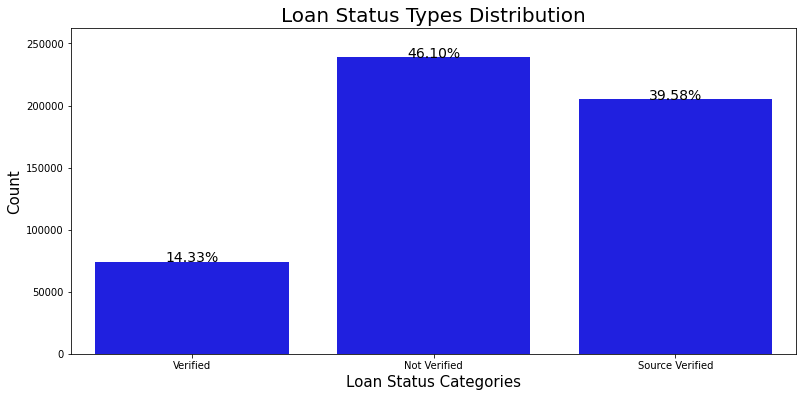 Loan Status Types Distribution
Count
250000
200000
150000
100000
50000
0
14.33%
46.10%
39.58%
Verified
Not Verified
Source Verified
Loan Status Categories